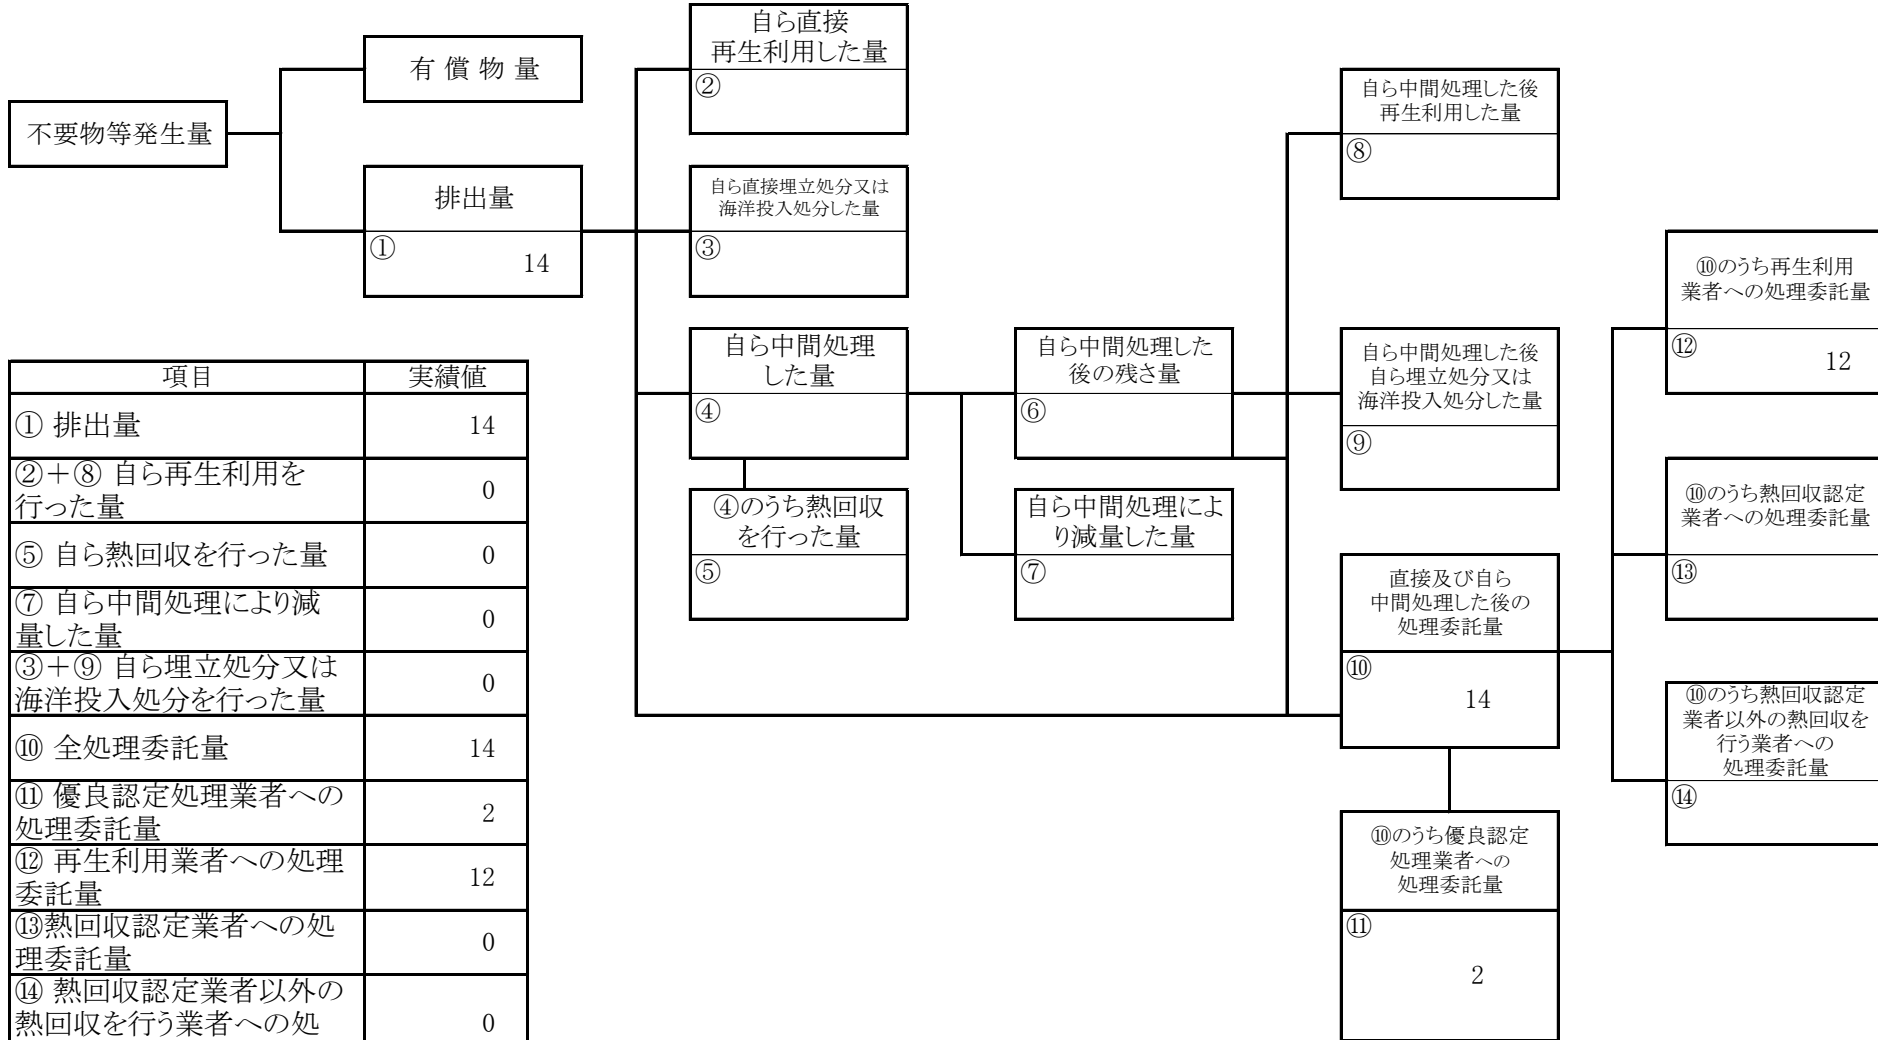 不要物等発生量
有 償 物 量
排出量
①
14
自ら直接
再生利用した量
②
自ら直接埋立処分又は
海洋投入処分した量
③
自ら中間処理
した量
④
④のうち熱回収
を行った量
⑤
自ら中間処理した
後の残さ量
⑥
自ら中間処理によ
り減量した量
⑦
自ら中間処理した後
再生利用した量
⑧
自ら中間処理した後
自ら埋立処分又は
海洋投入処分した量
⑨
直接及び自ら
中間処理した後の
処理委託量
⑩
14
⑩のうち優良認定
処理業者への
処理委託量
⑪
2
⑩のうち再生利用
業者への処理委託量
⑫
12
⑩のうち熱回収認定
業者への処理委託量
⑬
⑩のうち熱回収認定
業者以外の熱回収を
行う業者への
処理委託量
⑭
項目 実績値
① 排出量 14
②＋⑧ 自ら再生利用を
行った量 0
⑤ 自ら熱回収を行った量 0
⑦ 自ら中間処理により減
量した量 0
③＋⑨ 自ら埋立処分又は
海洋投入処分を行った量 0
⑩ 全処理委託量 14
⑪ 優良認定処理業者への
処理委託量 2
⑫ 再生利用業者への処理
委託量 12
⑬熱回収認定業者への処
理委託量 0
⑭ 熱回収認定業者以外の
熱回収を行う業者への処 0